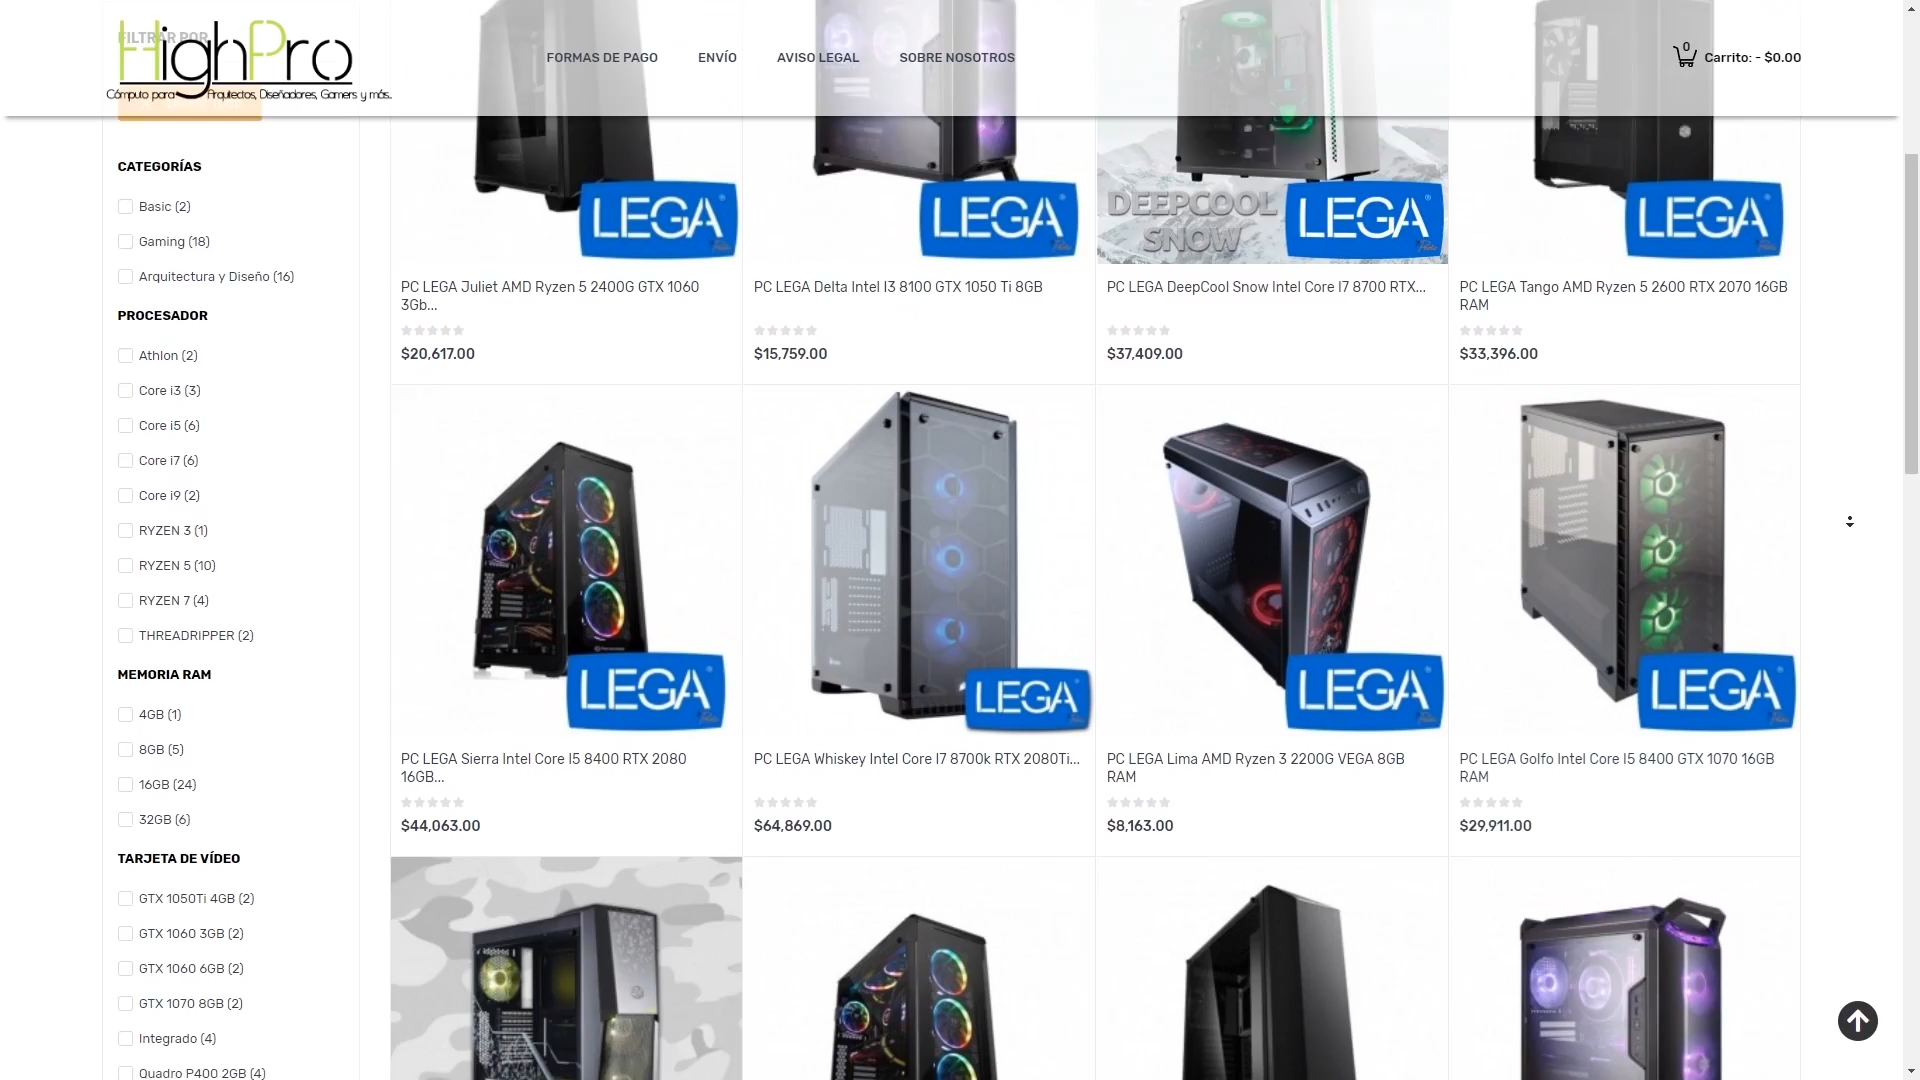 FILTRAR POR
HighPro
Cómputo para Arquitectos, Diseñadores, Gamers y más..
FORMAS DE PAGO
ENVÍO
AVISO LEGAL
SOBRE NOSOTROS
0
Carrito: - $0.00
CATEGORÍAS
Basic (2)
Gaming (18)
Arquitectura y Diseño (16)
PROCESADOR
Athlon (2)
Core i3 (3)
Core i5 (6)
Core i7 (6)
Core i9 (2)
RYZEN 3 (1)
RYZEN 5 (10)
RYZEN 7 (4)
THREADRIPPER (2)
MEMORIA RAM
4GB (1)
8GB (5)
16GB (24)
32GB (6)
TARJETA DE VÍDEO
GTX 1050Ti 4GB (2)
GTX 1060 3GB (2)
GTX 1060 6GB (2)
GTX 1070 8GB (2)
Integrado (4)
Quadro P400 2GB (4)
LEGA
LEGA
DEEPCOOL
SNOW
LEGA
LEGA
PC LEGA Juliet AMD Ryzen 5 2400G GTX 1060
3Gb...
$20,617.00
PC LEGA Delta Intel I3 8100 GTX 1050 Ti 8GB
$15,759.00
PC LEGA DeepCool Snow Intel Core I7 8700 RTX...
$37,409.00
PC LEGA Tango AMD Ryzen 5 2600 RTX 2070 16GB
RAM
$33,396.00
LEGA
LEGA
LEGA
LEGA
PC LEGA Sierra Intel Core I5 8400 RTX 2080
16GB...
$44,063.00
PC LEGA Whiskey Intel Core I7 8700k RTX 2080Ti...
$64,869.00
PC LEGA Lima AMD Ryzen 3 2200G VEGA 8GB
RAM
$8,163.00
PC LEGA Golfo Intel Core I5 8400 GTX 1070 16GB
RAM
$29,911.00